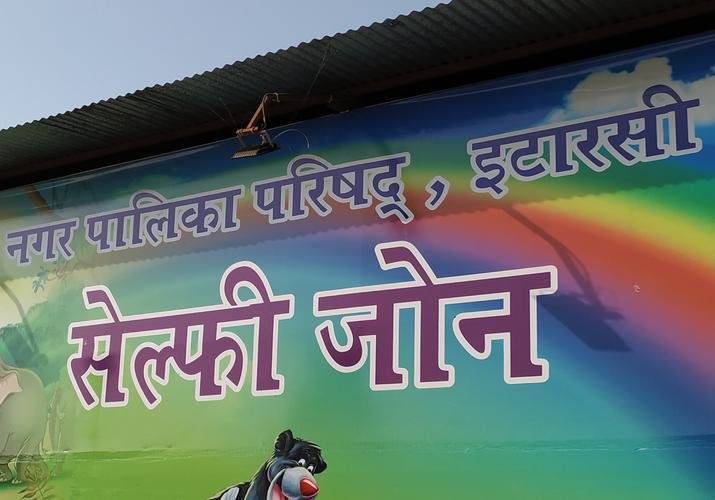 नगर पालिका परिषद् , इटारसी
सेल्फी जोन